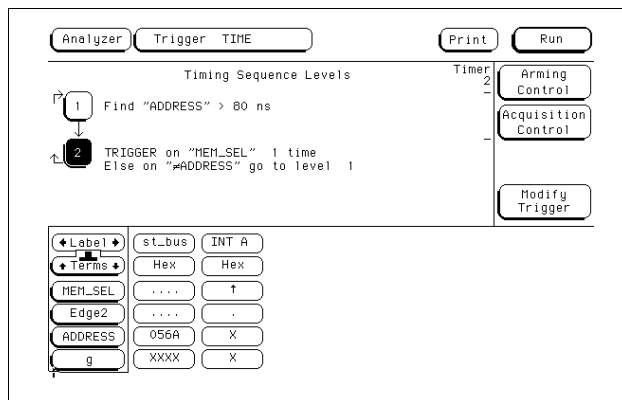 Analyzer Trigger TIME Print Run
Timing Sequence Levels
Timer
2
-
-
Arming
Control
Acquisition
Control
Modify
Trigger
1 Find "ADDRESS" > 80 ns
2 TRIGGER on "MEM_SEL" 1 time
Else on "≠ADDRESS" go to level 1
Label st_bus INT A
Terms Hex Hex
MEM_SEL .... ↑
Edge2 .... .
ADDRESS 056A X
g XXXX X